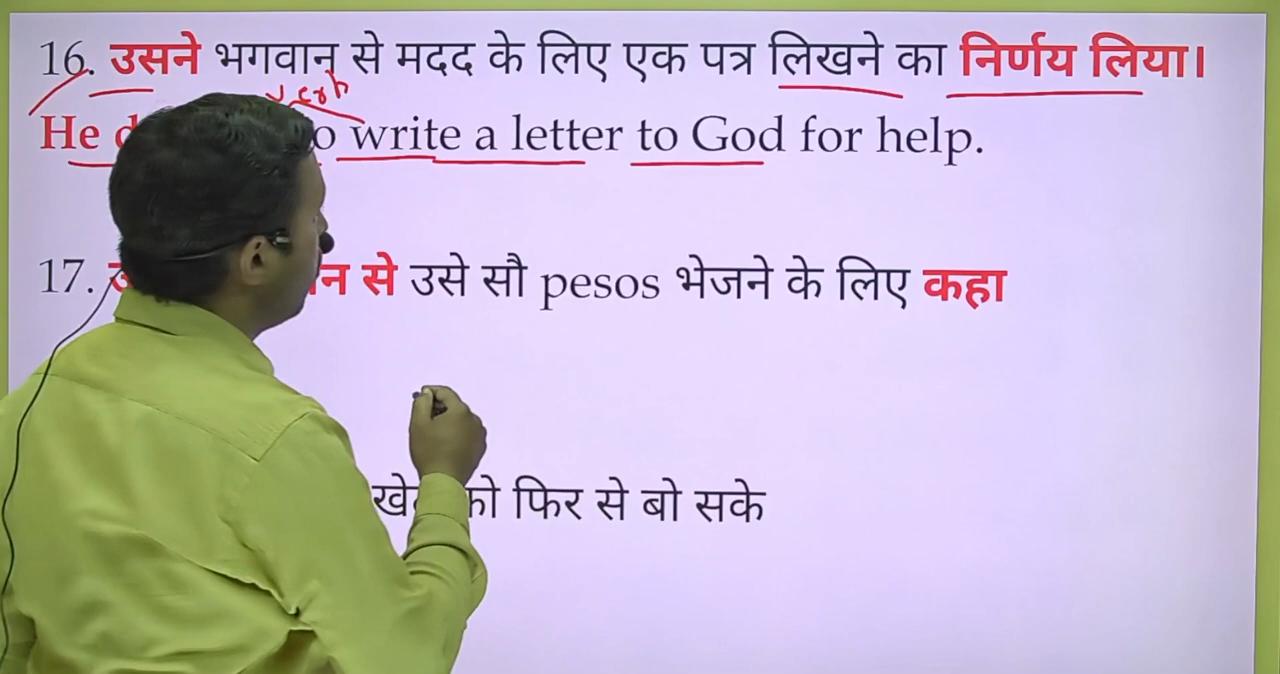 16. उसने भगवान से मदद के लिए एक पत्र लिखने का निर्णय लिया।
verb
He write a letter to God for help.
17. से उसे सौ pesos भेजने के लिए कहा
को फिर से बो सके